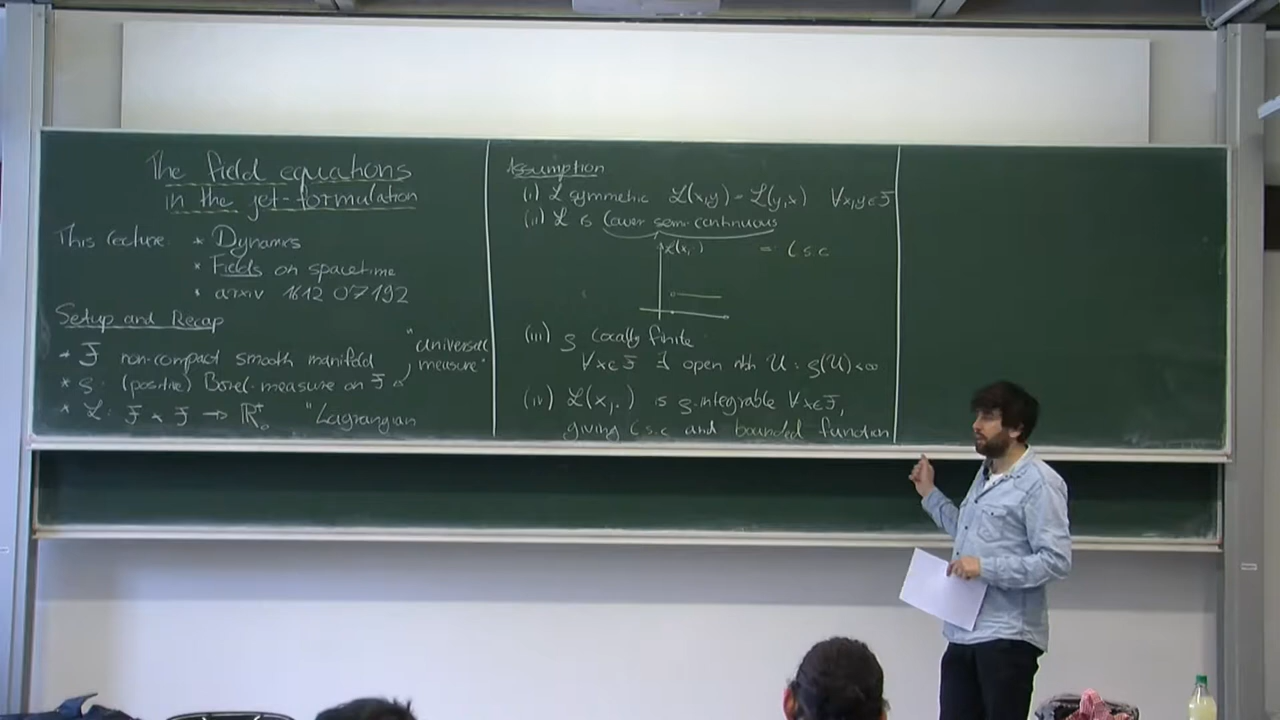 The field equations
in the jet-formulation
This lecture: * Dynamics
* Fields on spacetime
* arxiv 1612 07192
Setup and Recap
* ℱ non-compact smooth manifold
"universal measure"
* ρ: (positive) Borel-measure on ℱ
* ℒ: ℱ × ℱ → ℝ₀⁺ "Lagrangian
Assumption
(i) ℒ symmetric ℒ(x,y) = ℒ(y,x) ∀x,y∈ℱ
(ii) ℒ is lower semi-continuous
ℒ(x,·) = l.s.c
(iii) ρ locally finite
∀x∈ℱ ∃ open nbh U : ρ(U)<∞
(iv) ℒ(x,.) is ρ-integrable ∀x∈ℱ,
giving l.s.c and bounded function